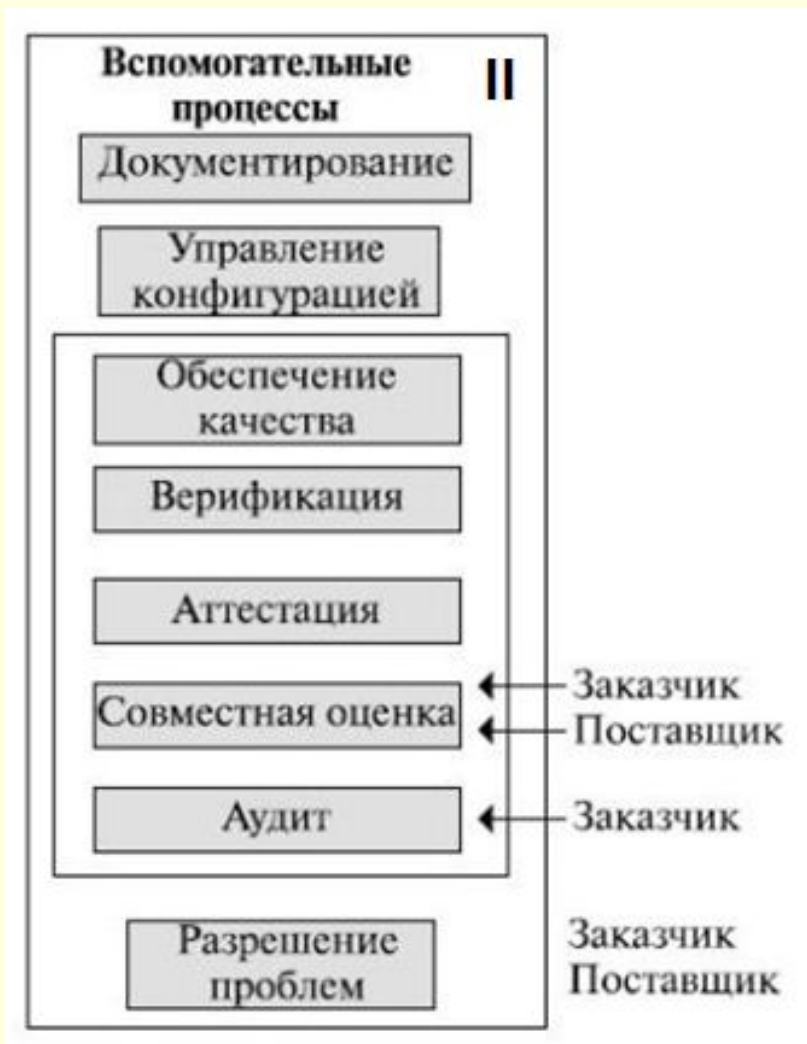 Вспомогательные
процессы
II
Документирование
Управление
конфигурацией
Обеспечение
качества
Верификация
Аттестация
Совместная оценка
Заказчик
Поставщик
Аудит
Заказчик
Разрешение
проблем
Заказчик
Поставщик